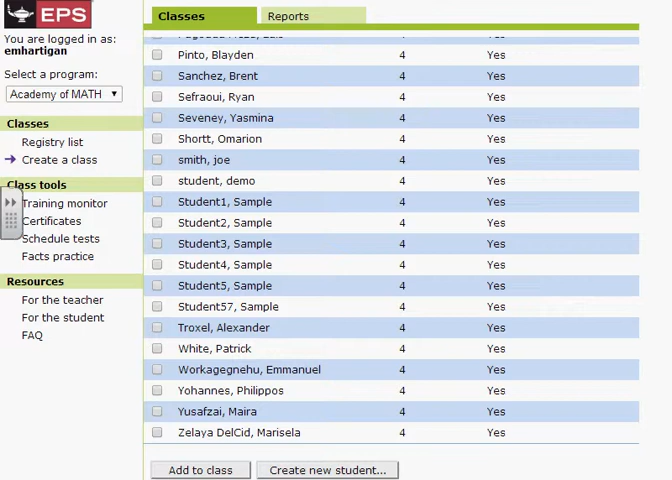 EPS
You are logged in as:
emhartigan
Select a program:
Academy of MATH
Classes
Registry list
Create a class
Class tools
Training monitor
Certificates
Schedule tests
Facts practice
Resources
For the teacher
For the student
FAQ
Classes Reports
Pinto, Blayden 4 Yes
Sanchez, Brent 4 Yes
Sefraoui, Ryan 4 Yes
Seveney, Yasmina 4 Yes
Shortt, Omarion 4 Yes
smith, joe 4 Yes
student, demo 4 Yes
Student1, Sample 4 Yes
Student2, Sample 4 Yes
Student3, Sample 4 Yes
Student4, Sample 4 Yes
Student5, Sample 4 Yes
Student57, Sample 4 Yes
Troxel, Alexander 4 Yes
White, Patrick 4 Yes
Workagegnehu, Emmanuel 4 Yes
Yohannes, Philippos 4 Yes
Yusafzai, Maira 4 Yes
Zelaya DelCid, Marisela 4 Yes
Add to class Create new student...